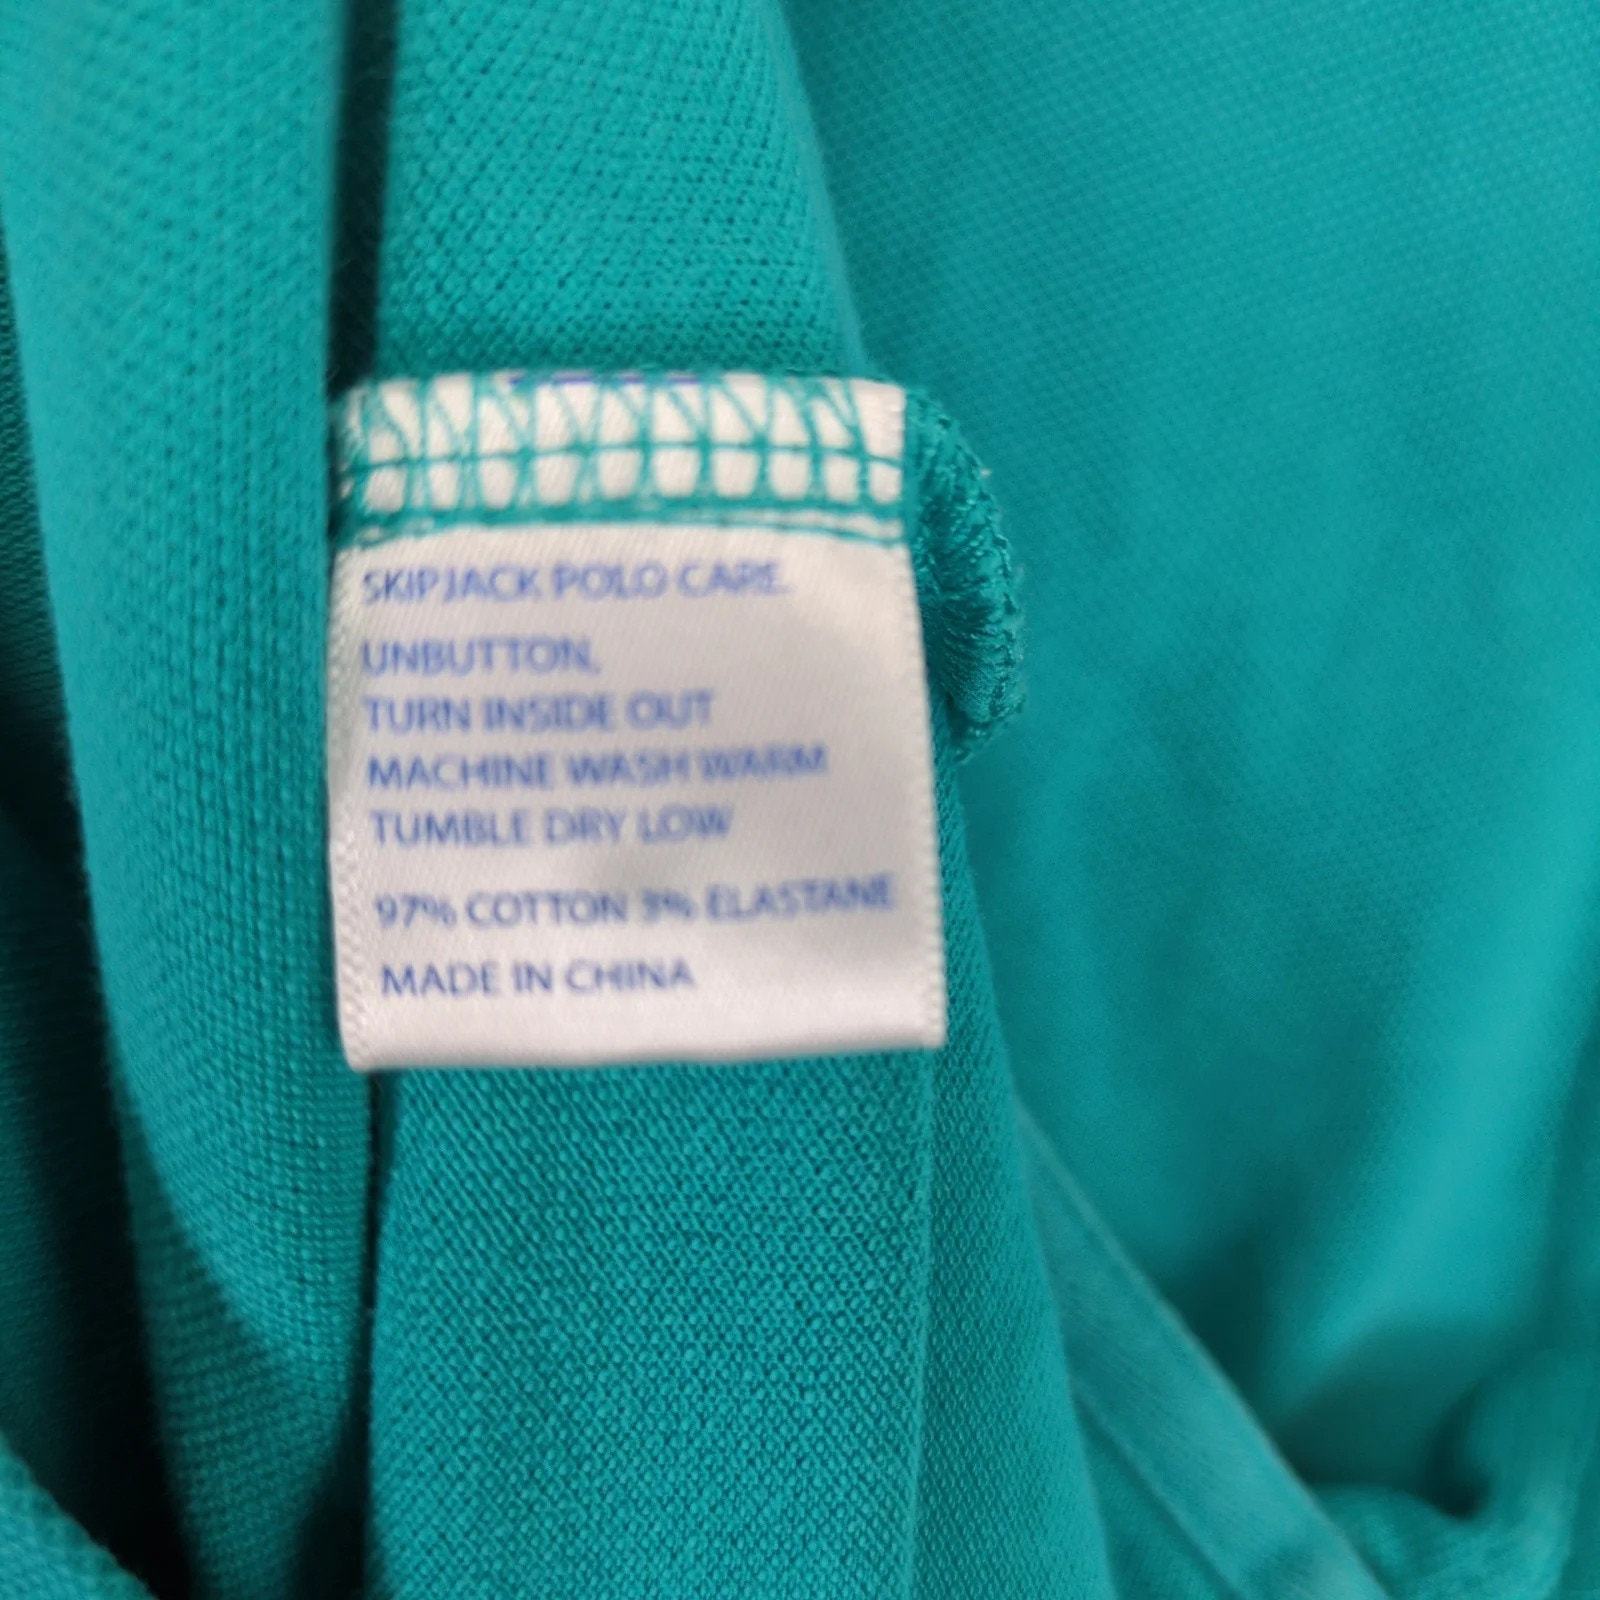 SKIPJACK POLO CARE.
UNBUTTON,
TURN INSIDE OUT
MACHINE WASH WARM
TUMBLE DRY LOW
97% COTTON 3% ELASTANE
MADE IN CHINA